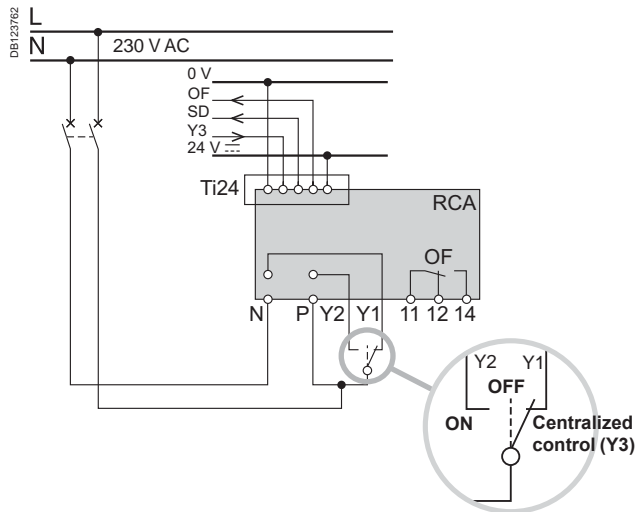 DB123762
L
N
230 V AC
0 V
OF
SD
Y3
24 V
Ti24
RCA
OF
N P Y2 Y1 11 12 14
Y2 Y1
OFF
ON
Centralized
control (Y3)